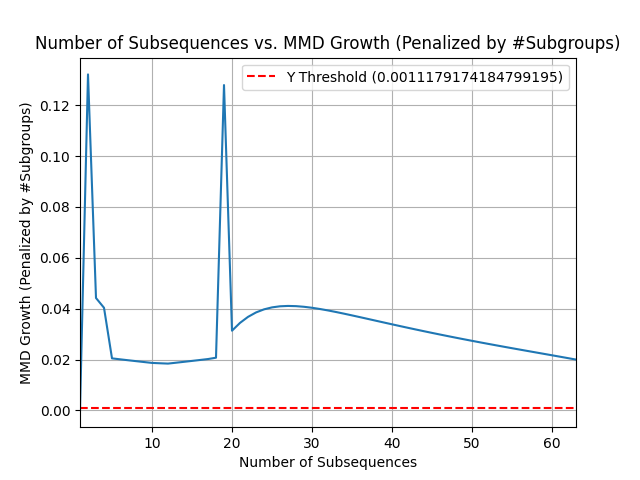 Number of Subsequences vs. MMD Growth (Penalized by #Subgroups)
Y Threshold (0.0011179174184799195)
MMD Growth (Penalized by #Subgroups)
0.12
0.10
0.08
0.06
0.04
0.02
0.00
10 20 30 40 50 60
Number of Subsequences